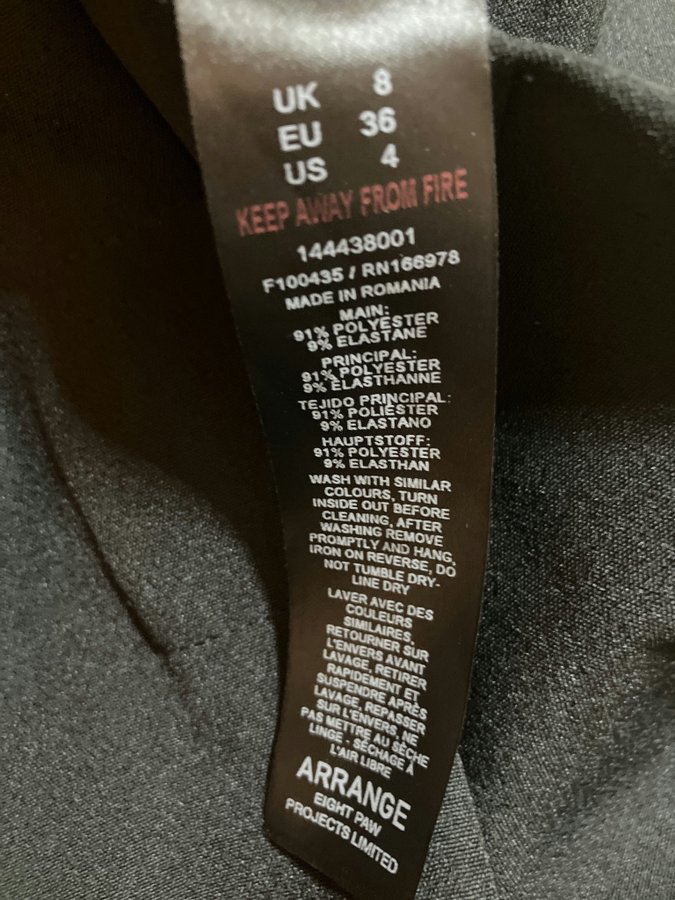 UK 8
EU 36
US 4
KEEP AWAY FROM FIRE
144438001
F100435 / RN166978
MADE IN ROMANIA
MAIN:
91% POLYESTER
9% ELASTANE
PRINCIPAL:
91% POLYESTER
9% ELASTHANNE
TEJIDO PRINCIPAL:
91% POLIÉSTER
9% ELASTANO
HAUPTSTOFF:
91% POLYESTER
9% ELASTHAN
WASH WITH SIMILAR
COLOURS, TURN
INSIDE OUT BEFORE
CLEANING, AFTER
WASHING REMOVE
PROMPTLY AND HANG,
IRON ON REVERSE, DO
NOT TUMBLE DRY-
LINE DRY
LAVER AVEC DES
COULEURS
SIMILAIRES,
RETOURNER SUR
L'ENVERS AVANT
LAVAGE, RETIRER
RAPIDEMENT ET
SUSPENDRE APRÈS
LAVAGE, REPASSER
SUR L'ENVERS, NE
PAS METTRE AU SÈCHE
LINGE - SÉCHAGE À
L'AIR LIBRE
ARRANGE
EIGHT PAW
PROJECTS LIMITED